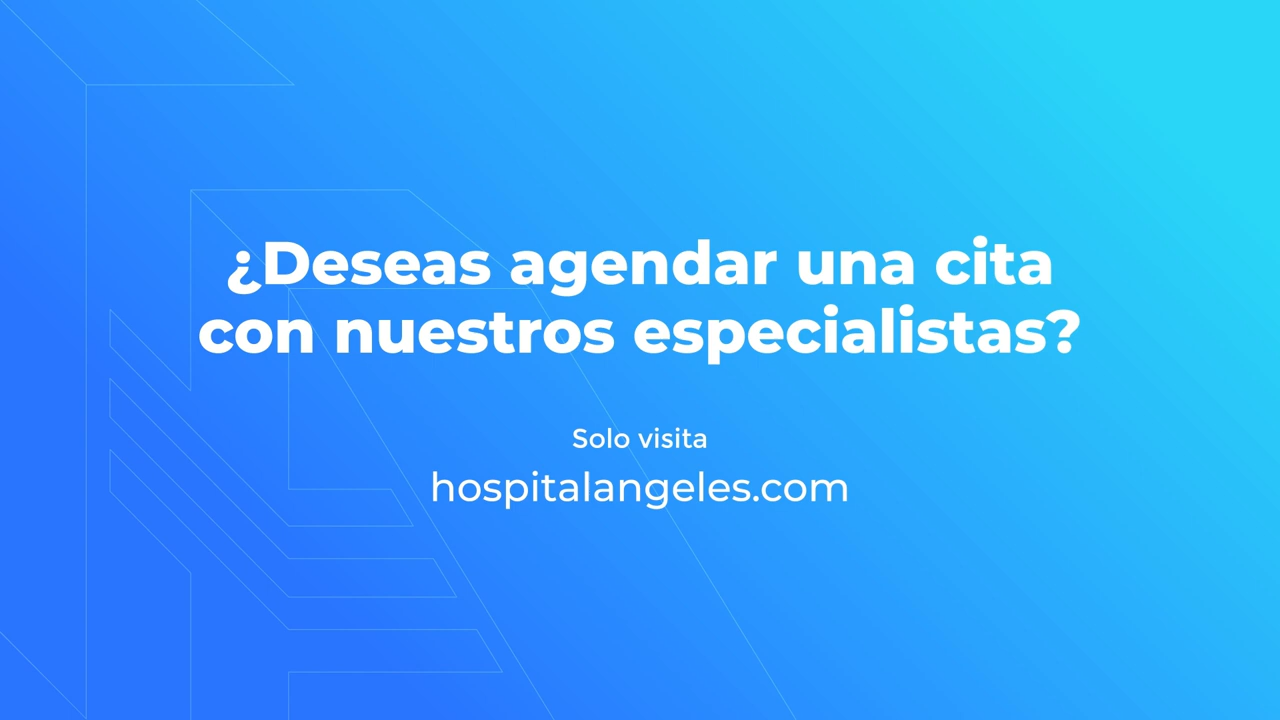 ¿Deseas agendar una cita
con nuestros especialistas?
Solo visita
hospitalangeles.com